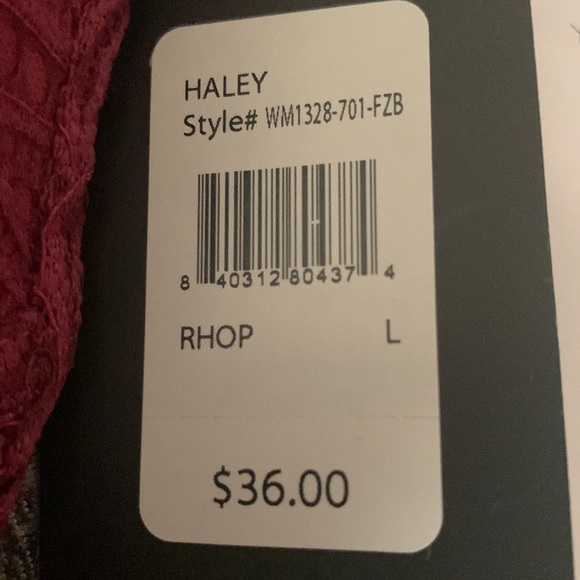 HALEY
Style# WM1328-701-FZB
8 40312 80437 4
RHOP L
$36.00